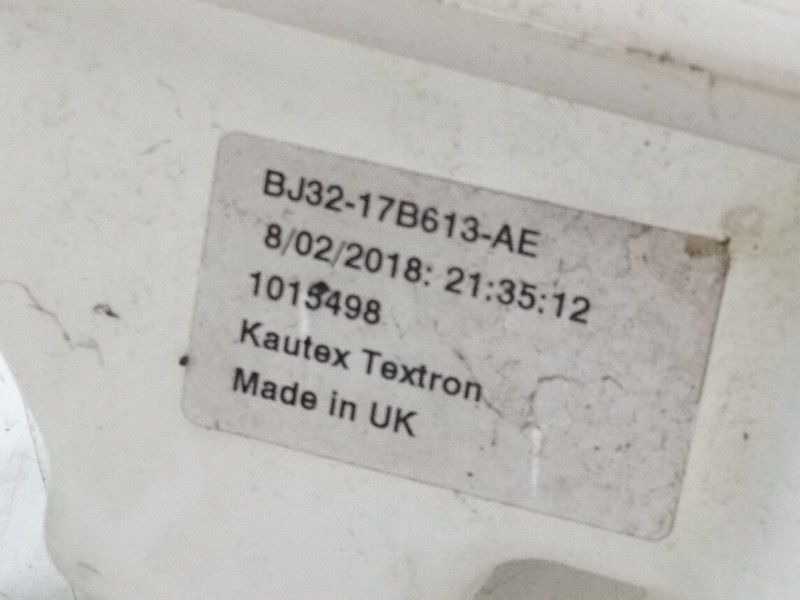 BJ32-17B613-AE
8/02/2018: 21:35:12
1015498
Kautex Textron
Made in UK